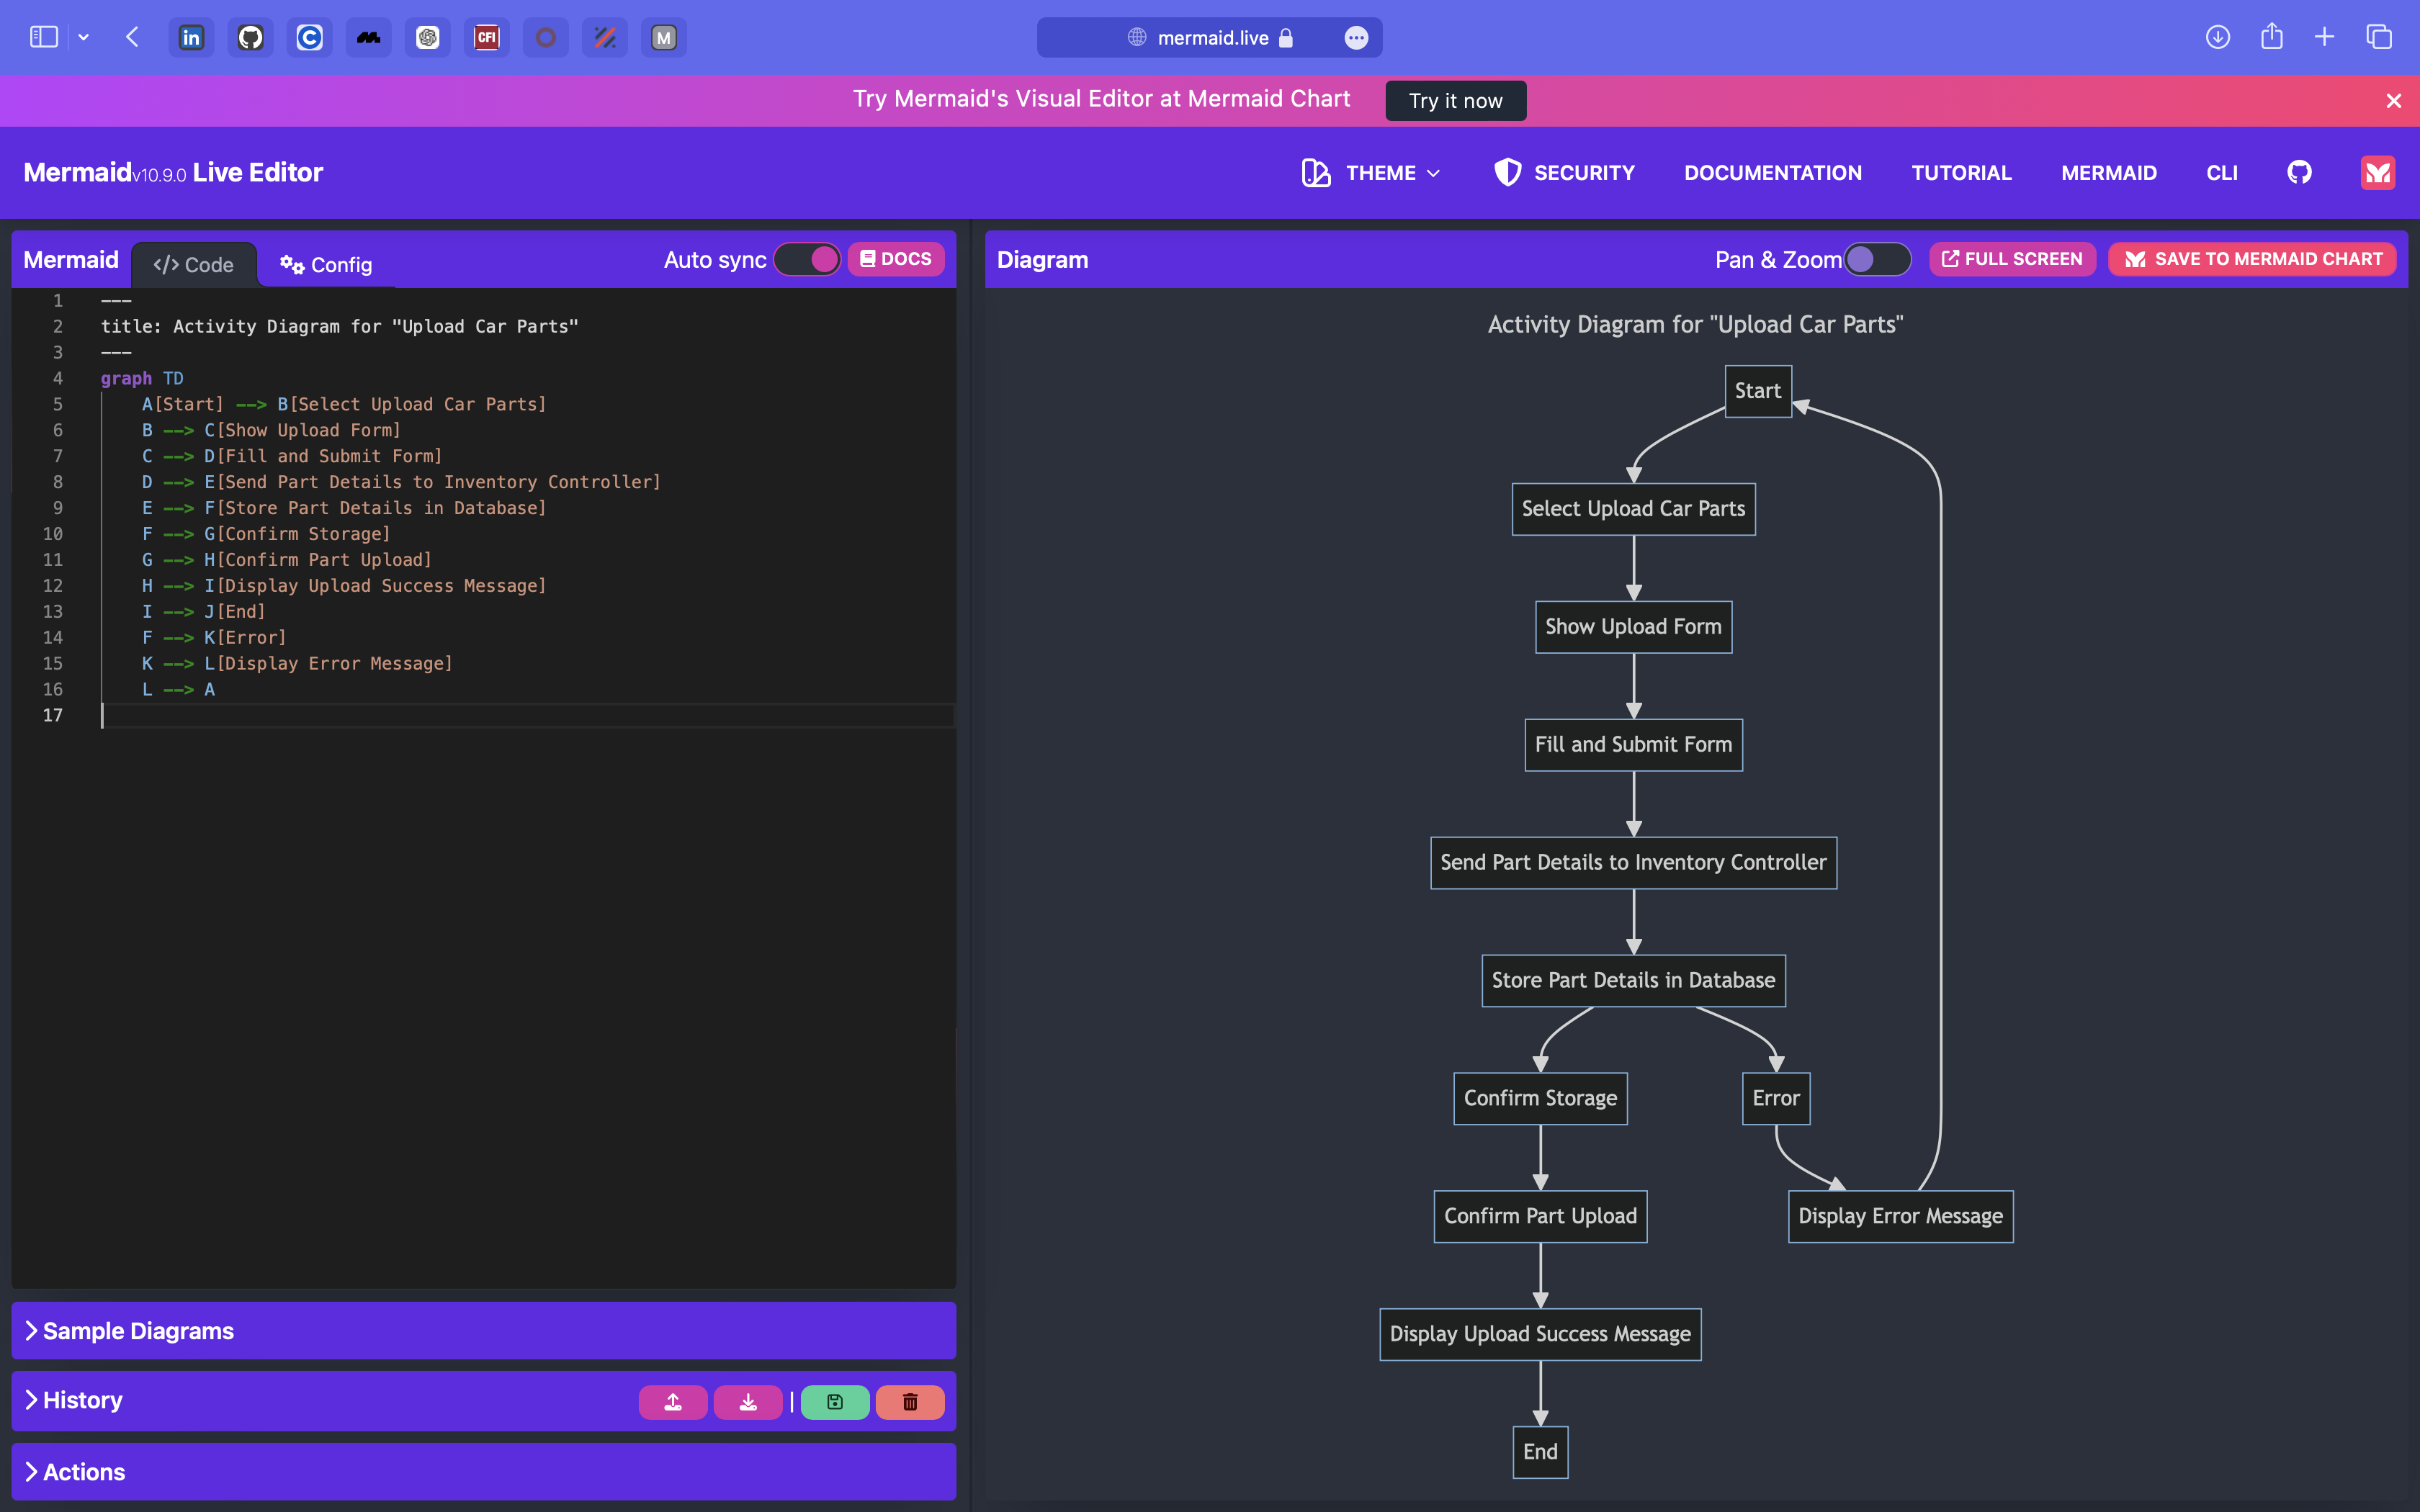 in
C
CFI
M
mermaid.live
Try Mermaid's Visual Editor at Mermaid Chart
Try it now
Mermaidv10.9.0 Live Editor
THEME
SECURITY
DOCUMENTATION
TUTORIAL
MERMAID
CLI
Mermaid
</> Code
Config
Auto sync
DOCS
1 ---
2 title: Activity Diagram for "Upload Car Parts"
3 ---
4 graph TD
5 A[Start] --> B[Select Upload Car Parts]
6 B --> C[Show Upload Form]
7 C --> D[Fill and Submit Form]
8 D --> E[Send Part Details to Inventory Controller]
9 E --> F[Store Part Details in Database]
10 F --> G[Confirm Storage]
11 G --> H[Confirm Part Upload]
12 H --> I[Display Upload Success Message]
13 I --> J[End]
14 F --> K[Error]
15 K --> L[Display Error Message]
16 L --> A
17
Sample Diagrams
History
Actions
Diagram
Pan & Zoom
FULL SCREEN
SAVE TO MERMAID CHART
Activity Diagram for "Upload Car Parts"
Start
Select Upload Car Parts
Show Upload Form
Fill and Submit Form
Send Part Details to Inventory Controller
Store Part Details in Database
Confirm Storage
Error
Confirm Part Upload
Display Error Message
Display Upload Success Message
End